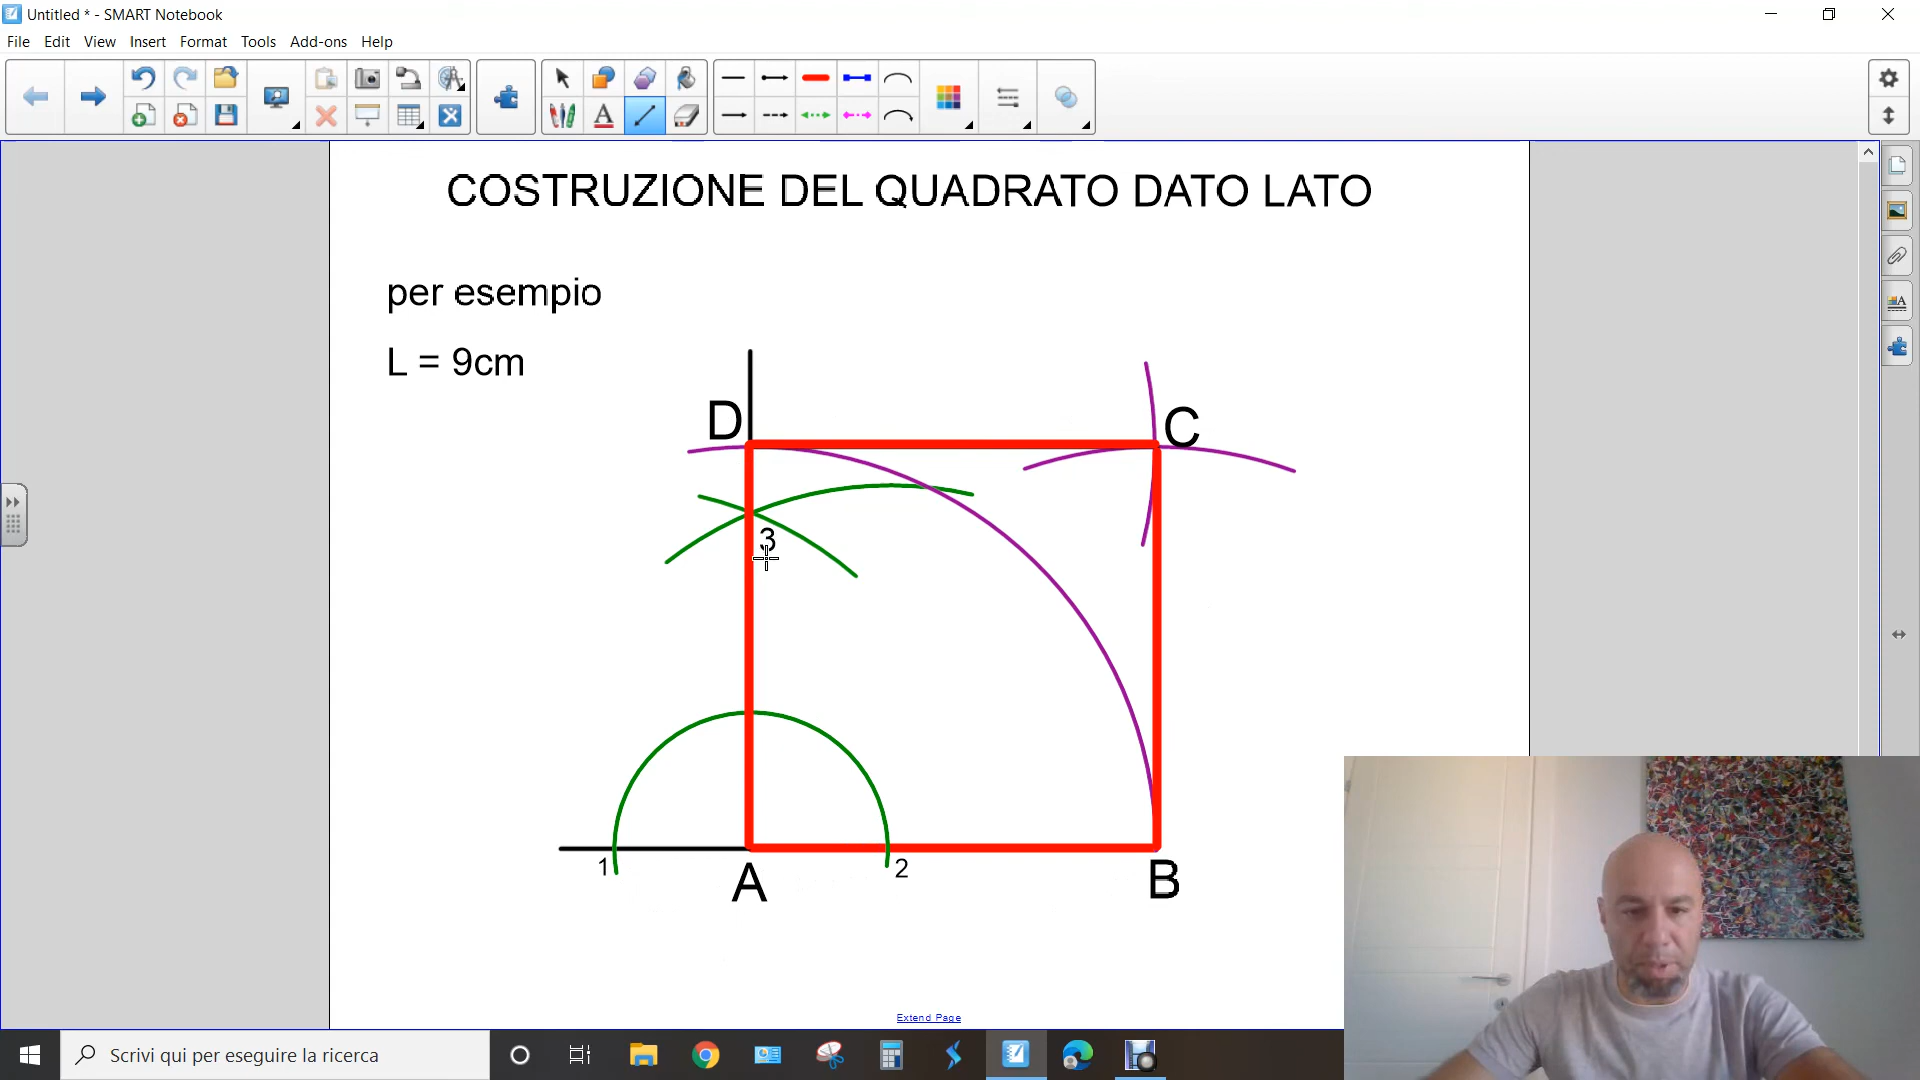 Untitled * - SMART Notebook
File Edit View Insert Format Tools Add-ons Help
COSTRUZIONE DEL QUADRATO DATO LATO
per esempio
L = 9cm
D
C
3
1
A
2
B
Extend Page
Scrivi qui per eseguire la ricerca